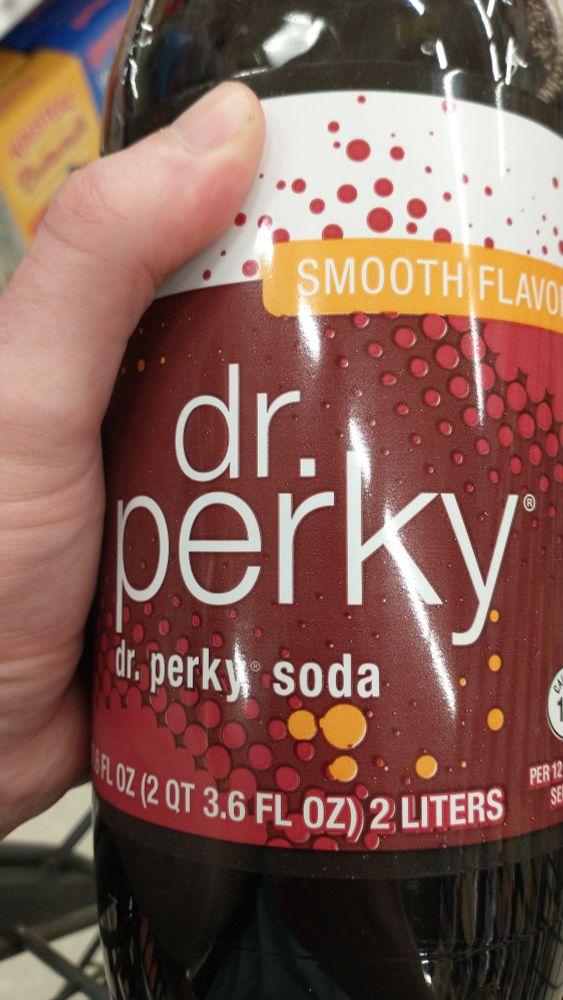 SMOOTH FLAVO
dr.
perky®
dr. perky® soda
6 FL OZ (2 QT 3.6 FL OZ) 2 LITERS
PER 12